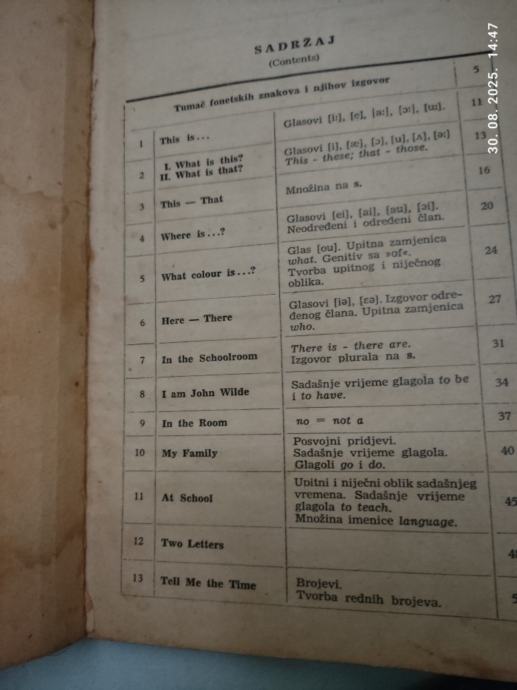 SADRŽAJ
(Contents)
Tumač fonetskih znakova i njihov izgovor 5
1 This is... Glasovi [i:], [e], [a:], [ɔ:], [u:]. 11
2 I. What is this? Glasovi [i], [æ], [ɔ], [u], [ʌ], [ə:] 13
II. What is that? This - these; that - those.
3 This — That Množina na s. 16
4 Where is...? Glasovi [ei], [ai], [au], [ɔi]. 20
Neodređeni i određeni član.
5 What colour is...? Glas [ou]. Upitna zamjenica 24
what. Genitiv sa »of«.
Tvorba upitnog i niječnog
oblika.
6 Here — There Glasovi [iə], [ɛə]. Izgovor odre- 27
đenog člana. Upitna zamjenica
who.
7 In the Schoolroom There is - there are. 31
Izgovor plurala na s.
8 I am John Wilde Sadašnje vrijeme glagola to be 34
i to have.
9 In the Room no = not a 37
10 My Family Posvojni pridjevi. 40
Sadašnje vrijeme glagola.
Glagoli go i do.
11 At School Upitni i niječni oblik sadašnjeg 45
vremena. Sadašnje vrijeme
glagola to teach.
Množina imenice language.
12 Two Letters
13 Tell Me the Time Brojevi.
Tvorba rednih brojeva.
30. 08. 2025. 14:47